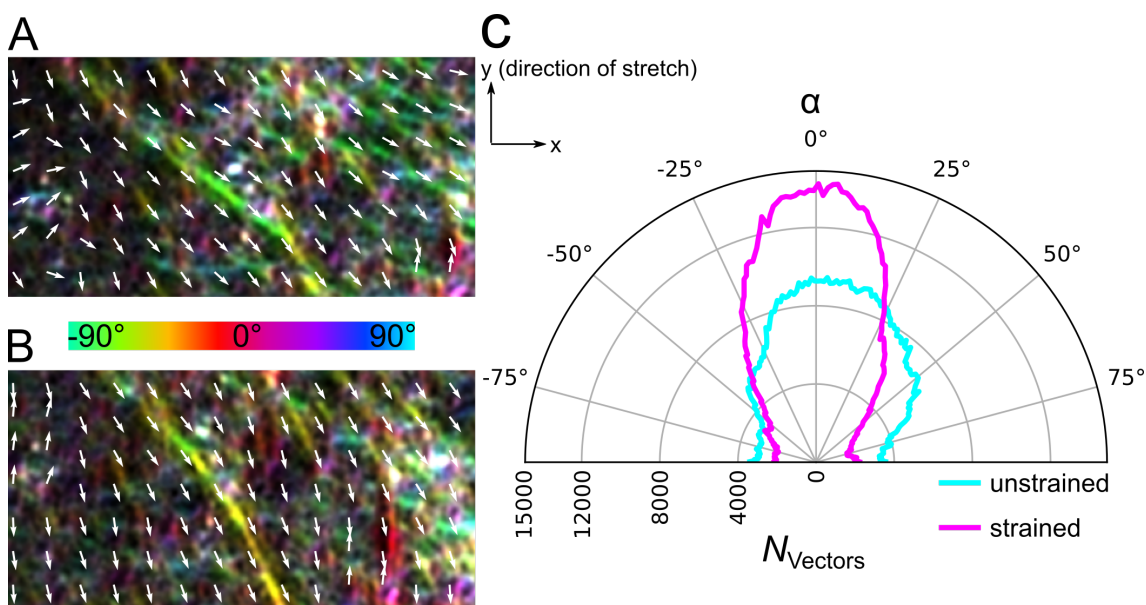 A
C
y (direction of stretch)
x
α
0°
-25°
25°
-50°
50°
-75°
75°
-90°
0°
90°
B
15000
12000
8000
4000
0
N Vectors
unstrained
strained